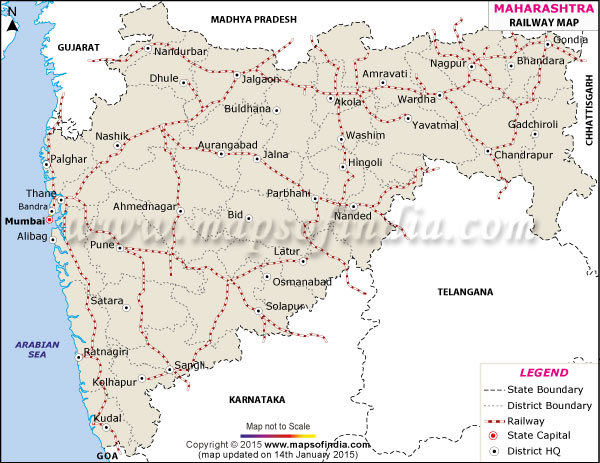 MAHARASHTRA
RAILWAY MAP
N
MADHYA PRADESH
GUJARAT
CHHATTISGARH
TELANGANA
KARNATAKA
GOA
ARABIAN
SEA
Nandurbar
Gondia
Dhule
Jalgaon
Amravati
Nagpur
Bhandara
Buldhana
Akola
Wardha
Yavatmal
Gadchiroli
Nashik
Washim
Palghar
Aurangabad
Jalna
Hingoli
Chandrapur
Thane
Bandra
Mumbai
Alibag
Ahmednagar
Bid
Parbhani
Nanded
www.mapsofindia.com
Pune
Latur
Osmanabad
Satara
Solapur
Ratnagiri
Sangli
Kolhapur
Kudal
LEGEND
State Boundary
District Boundary
Railway
State Capital
District HQ
Map not to Scale
Copyright © 2015 www.mapsofindia.com
(map updated on 14th January 2015)